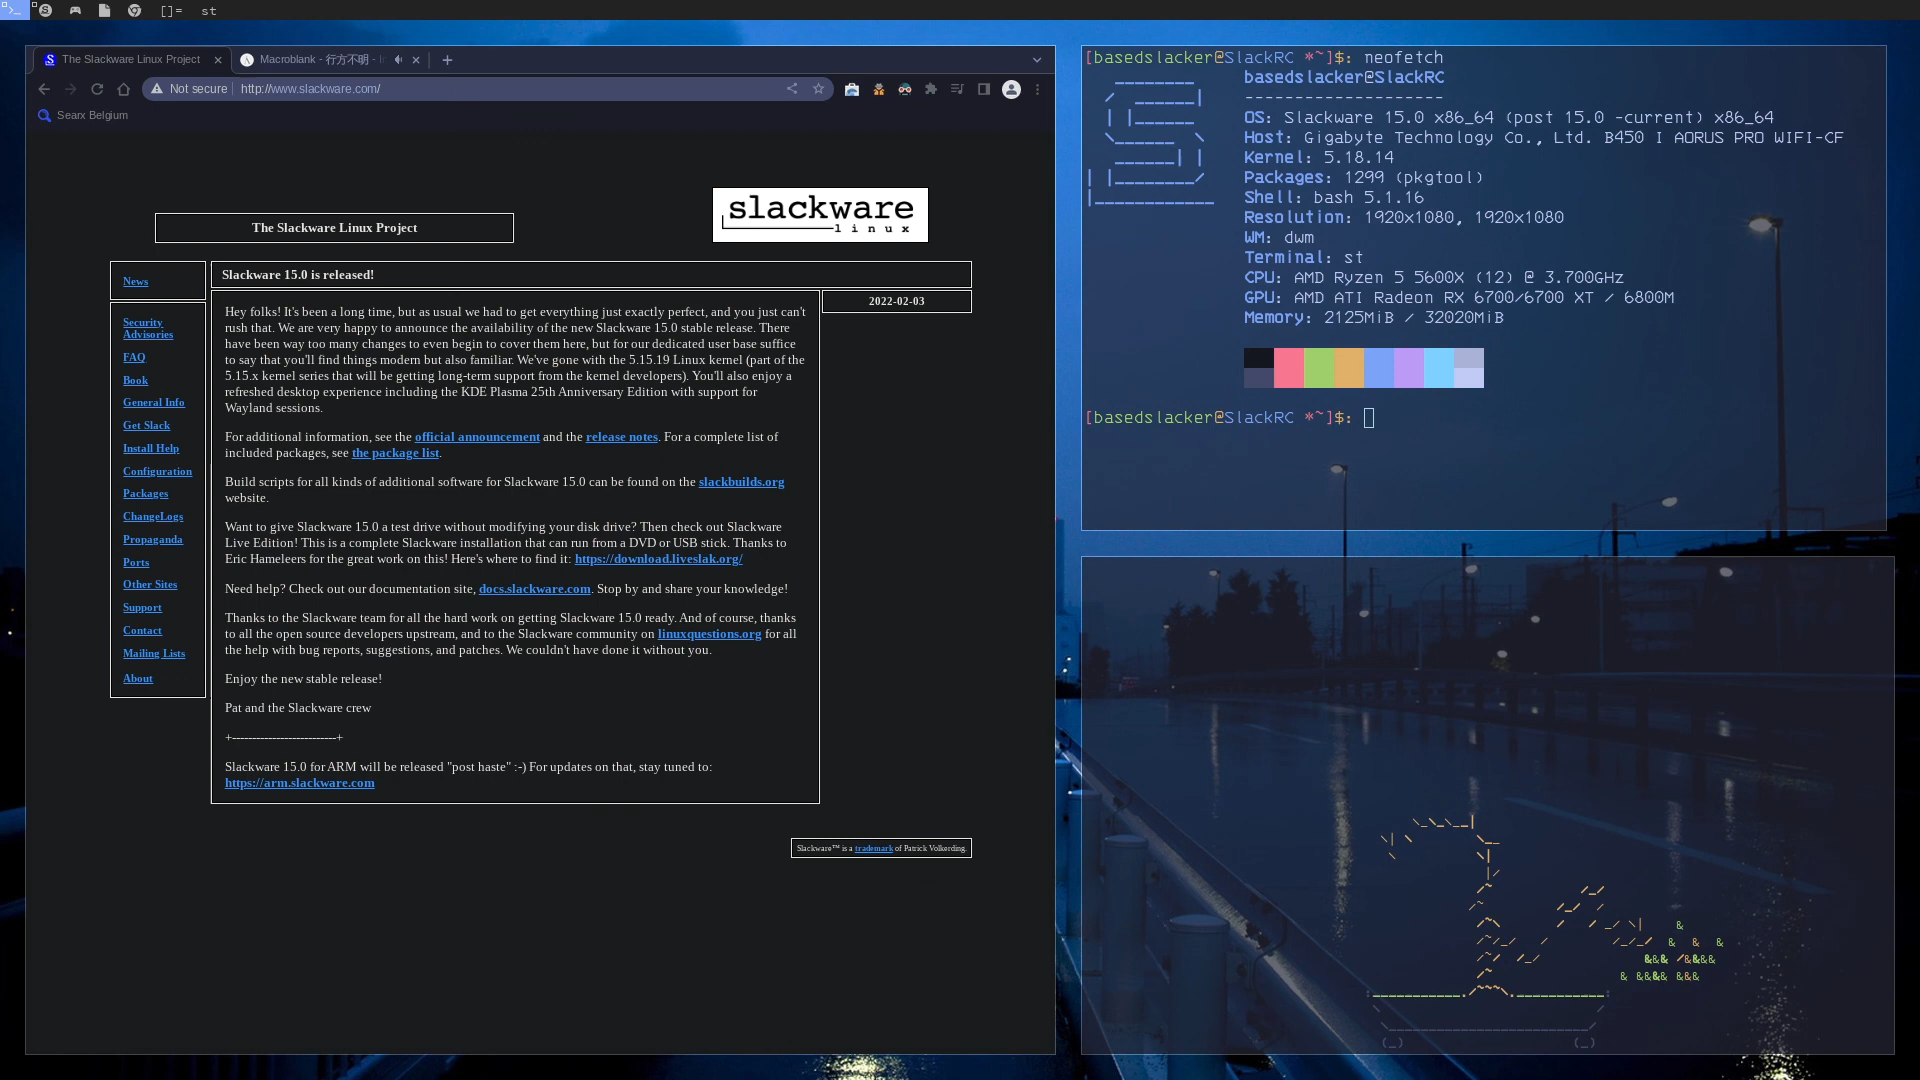 []= st
The Slackware Linux Project
Macroblank - 行方不明 -
Not secure
http://www.slackware.com/
Searx Belgium
The Slackware Linux Project
slackware
linux
News
Security
Advisories
FAQ
Book
General Info
Get Slack
Install Help
Configuration
Packages
ChangeLogs
Propaganda
Ports
Other Sites
Support
Contact
Mailing Lists
About
Slackware 15.0 is released!
2022-02-03
Hey folks! It's been a long time, but as usual we had to get everything just exactly perfect, and you just can't
rush that. We are very happy to announce the availability of the new Slackware 15.0 stable release. There
have been way too many changes to even begin to cover them here, but for our dedicated user base suffice
to say that you'll find things modern but also familiar. We've gone with the 5.15.19 Linux kernel (part of the
5.15.x kernel series that will be getting long-term support from the kernel developers). You'll also enjoy a
refreshed desktop experience including the KDE Plasma 25th Anniversary Edition with support for
Wayland sessions.
For additional information, see the official announcement and the release notes. For a complete list of
included packages, see the package list.
Build scripts for all kinds of additional software for Slackware 15.0 can be found on the slackbuilds.org
website.
Want to give Slackware 15.0 a test drive without modifying your disk drive? Then check out Slackware
Live Edition! This is a complete Slackware installation that can run from a DVD or USB stick. Thanks to
Eric Hameleers for the great work on this! Here's where to find it: https://download.liveslak.org/
Need help? Check out our documentation site, docs.slackware.com. Stop by and share your knowledge!
Thanks to the Slackware team for all the hard work on getting Slackware 15.0 ready. And of course, thanks
to all the open source developers upstream, and to the Slackware community on linuxquestions.org for all
the help with bug reports, suggestions, and patches. We couldn't have done it without you.
Enjoy the new stable release!
Pat and the Slackware crew
+--------------------------+
Slackware 15.0 for ARM will be released "post haste" :-) For updates on that, stay tuned to:
https://arm.slackware.com
Slackware™ is a trademark of Patrick Volkerding.
[basedslacker@SlackRC *~]$: neofetch
basedslacker@SlackRC
--------------------
OS: Slackware 15.0 x86_64 (post 15.0 -current) x86_64
Host: Gigabyte Technology Co., Ltd. B450 I AORUS PRO WIFI-CF
Kernel: 5.18.14
Packages: 1299 (pkgtool)
Shell: bash 5.1.16
Resolution: 1920x1080, 1920x1080
WM: dwm
Terminal: st
CPU: AMD Ryzen 5 5600X (12) @ 3.700GHz
GPU: AMD ATI Radeon RX 6700/6700 XT / 6800M
Memory: 2125MiB / 32020MiB
[basedslacker@SlackRC *~]$: